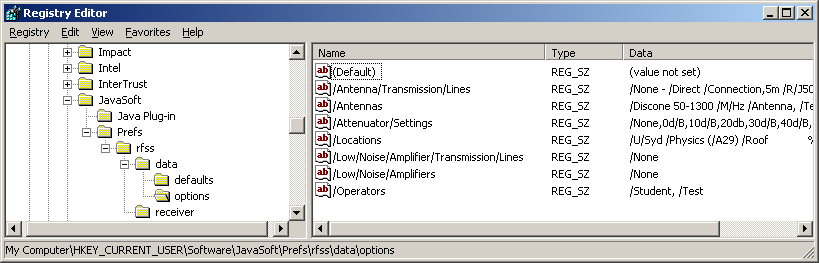 Registry Editor
Registry Edit View Favorites Help
Impact
Intel
InterTrust
JavaSoft
Java Plug-in
Prefs
rfss
data
defaults
options
receiver
Name Type Data
(Default) REG_SZ (value not set)
/Antenna/Transmission/Lines REG_SZ /None - /Direct /Connection,5m /R/J50
/Antennas REG_SZ /Discone 50-1300 /M/Hz /Antenna, /Te
/Attenuator/Settings REG_SZ /None,0d/B,10d/B,20db,30d/B,40d/B,
/Locations REG_SZ /U/Syd /Physics (/A29) /Roof %
/Low/Noise/Amplifier/Transmission/Lines REG_SZ /None
/Low/Noise/Amplifiers REG_SZ /None
/Operators REG_SZ /Student, /Test
My Computer\HKEY_CURRENT_USER\Software\JavaSoft\Prefs\rfss\data\options